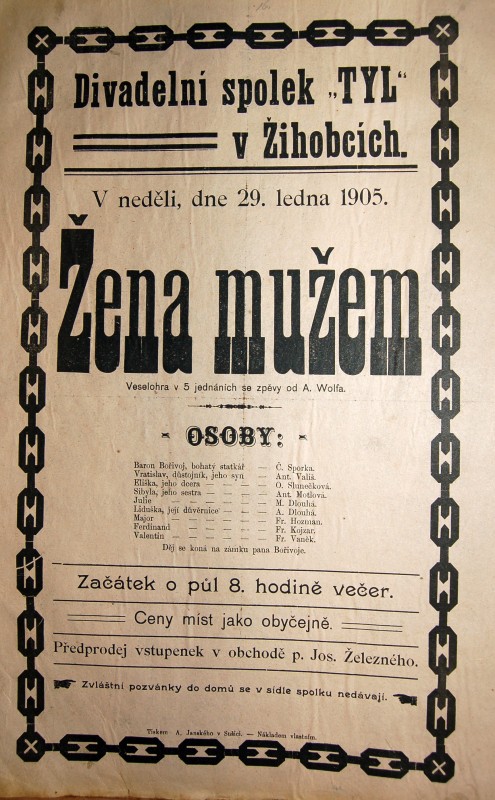 Divadelní spolek „TYL“
v Žihobcích.
V neděli, dne 29. ledna 1905.
Žena mužem
Veselohra v 5 jednáních se zpěvy od A. Wolfa.
OSOBY:
Baron Bořivoj, bohatý statkář — Č. Sporka.
Vratislav, důstojník, jeho syn — Ant. Vališ.
Eliška, jeho dcera — — — — O. Slunečková.
Sibyla, jeho sestra — — — — Ant. Motlová.
Julie — — — — — — M. Dlouhá.
Liduška, její důvěrnice — — — A. Dlouhá.
Major — — — — — — Fr. Hozman.
Ferdinand — — — — — Fr. Kojzar.
Valentin — — — — — — Fr. Vaněk.
Děj se koná na zámku pana Bořivoje.
Začátek o půl 8. hodině večer.
Ceny míst jako obyčejně.
Předprodej vstupenek v obchodě p. Jos. Železného.
Zvláštní pozvánky do domů se v sídle spolku nedávají.
Tiskem A. Janského v Sušici. — Nákladem vlastním.